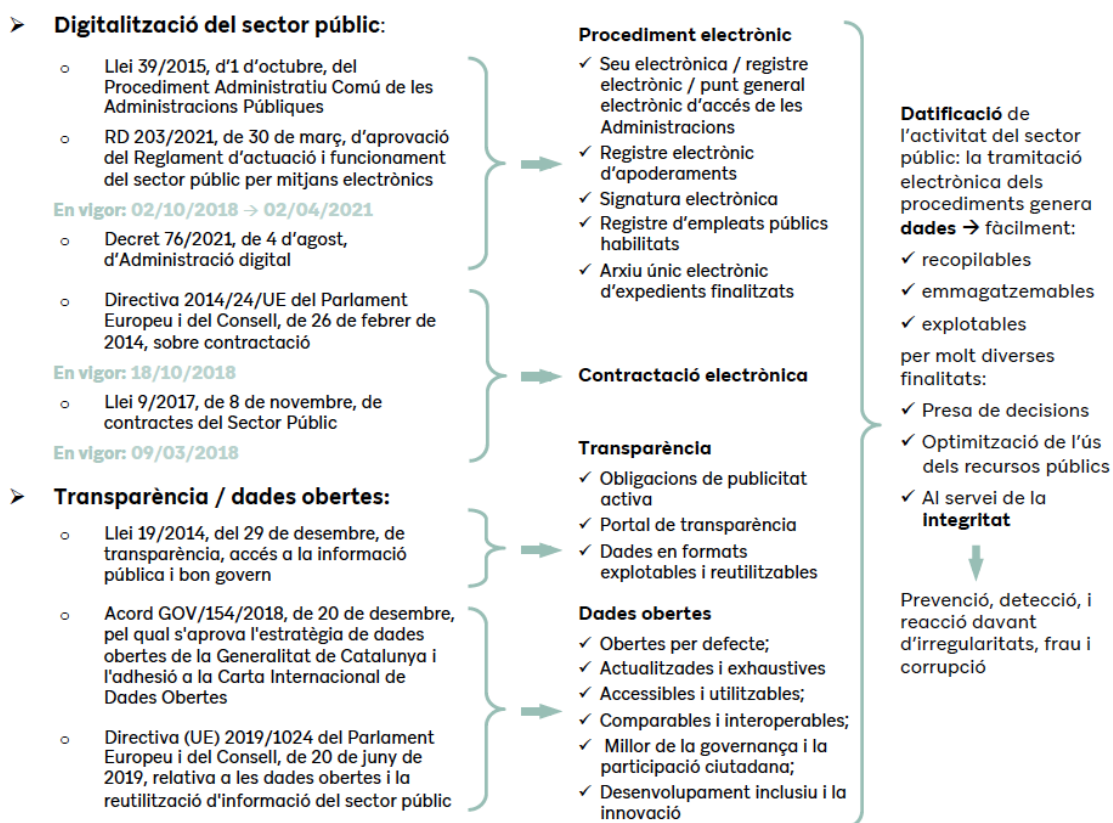 ➢ Digitalització del sector públic:
o Llei 39/2015, d'1 d'octubre, del
Procediment Administratiu Comú de les
Administracions Públiques
o RD 203/2021, de 30 de març, d'aprovació
del Reglament d'actuació i funcionament
del sector públic per mitjans electrònics
En vigor: 02/10/2018 → 02/04/2021
o Decret 76/2021, de 4 d'agost,
d'Administració digital
o Directiva 2014/24/UE del Parlament
Europeu i del Consell, de 26 de febrer de
2014, sobre contractació
En vigor: 18/10/2018
o Llei 9/2017, de 8 de novembre, de
contractes del Sector Públic
En vigor: 09/03/2018
➢ Transparència / dades obertes:
o Llei 19/2014, del 29 de desembre, de
transparència, accés a la informació
pública i bon govern
o Acord GOV/154/2018, de 20 de desembre,
pel qual s'aprova l'estratègia de dades
obertes de la Generalitat de Catalunya i
l'adhesió a la Carta Internacional de
Dades Obertes
o Directiva (UE) 2019/1024 del Parlament
Europeu i del Consell, de 20 de juny de
2019, relativa a les dades obertes i la
reutilització d'informació del sector públic
Procediment electrònic
✓ Seu electrònica / registre
electrònic / punt general
electrònic d'accés de les
Administracions
✓ Registre electrònic
d'apoderaments
✓ Signatura electrònica
✓ Registre d'empleats públics
habilitats
✓ Arxiu únic electrònic
d'expedients finalitzats
Contractació electrònica
Transparència
✓ Obligacions de publicitat
activa
✓ Portal de transparència
✓ Dades en formats
explotables i reutilitzables
Dades obertes
✓ Obertes per defecte;
✓ Actualitzades i exhaustives
✓ Accessibles i utilitzables;
✓ Comparables i interoperables;
✓ Millor de la governança i la
participació ciutadana;
✓ Desenvolupament inclusiu i la
innovació
Datificació de
l'activitat del sector
públic: la tramitació
electrònica dels
procediments genera
dades → fàcilment:
✓ recopilables
✓ emmagatzemables
✓ explotables
per molt diverses
finalitats:
✓ Presa de decisions
✓ Optimització de l'ús
dels recursos públics
✓ Al servei de la
integritat
Prevenció, detecció, i
reacció davant
d'irregularitats, frau i
corrupció